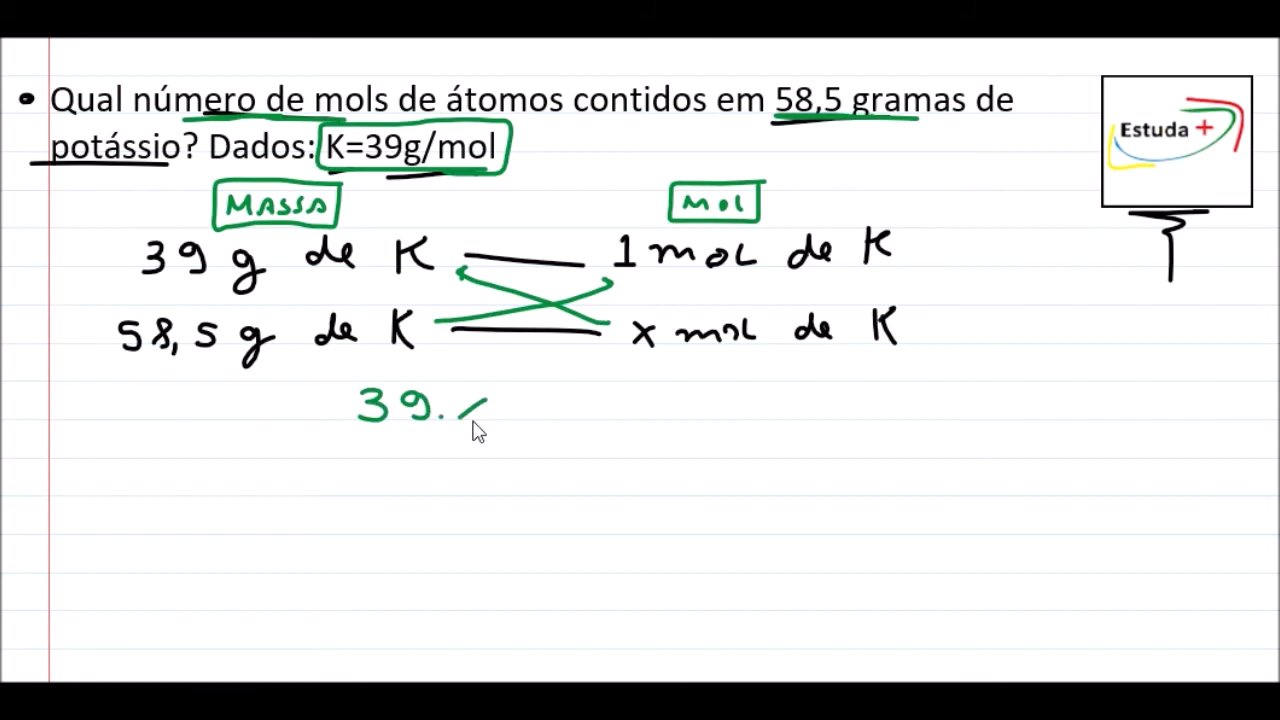 • Qual número de mols de átomos contidos em 58,5 gramas de
potássio? Dados: K=39g/mol
Estuda +
MASSA MOL
39 g de K 1 mol de K
58,5 g de K x mol de K
39.